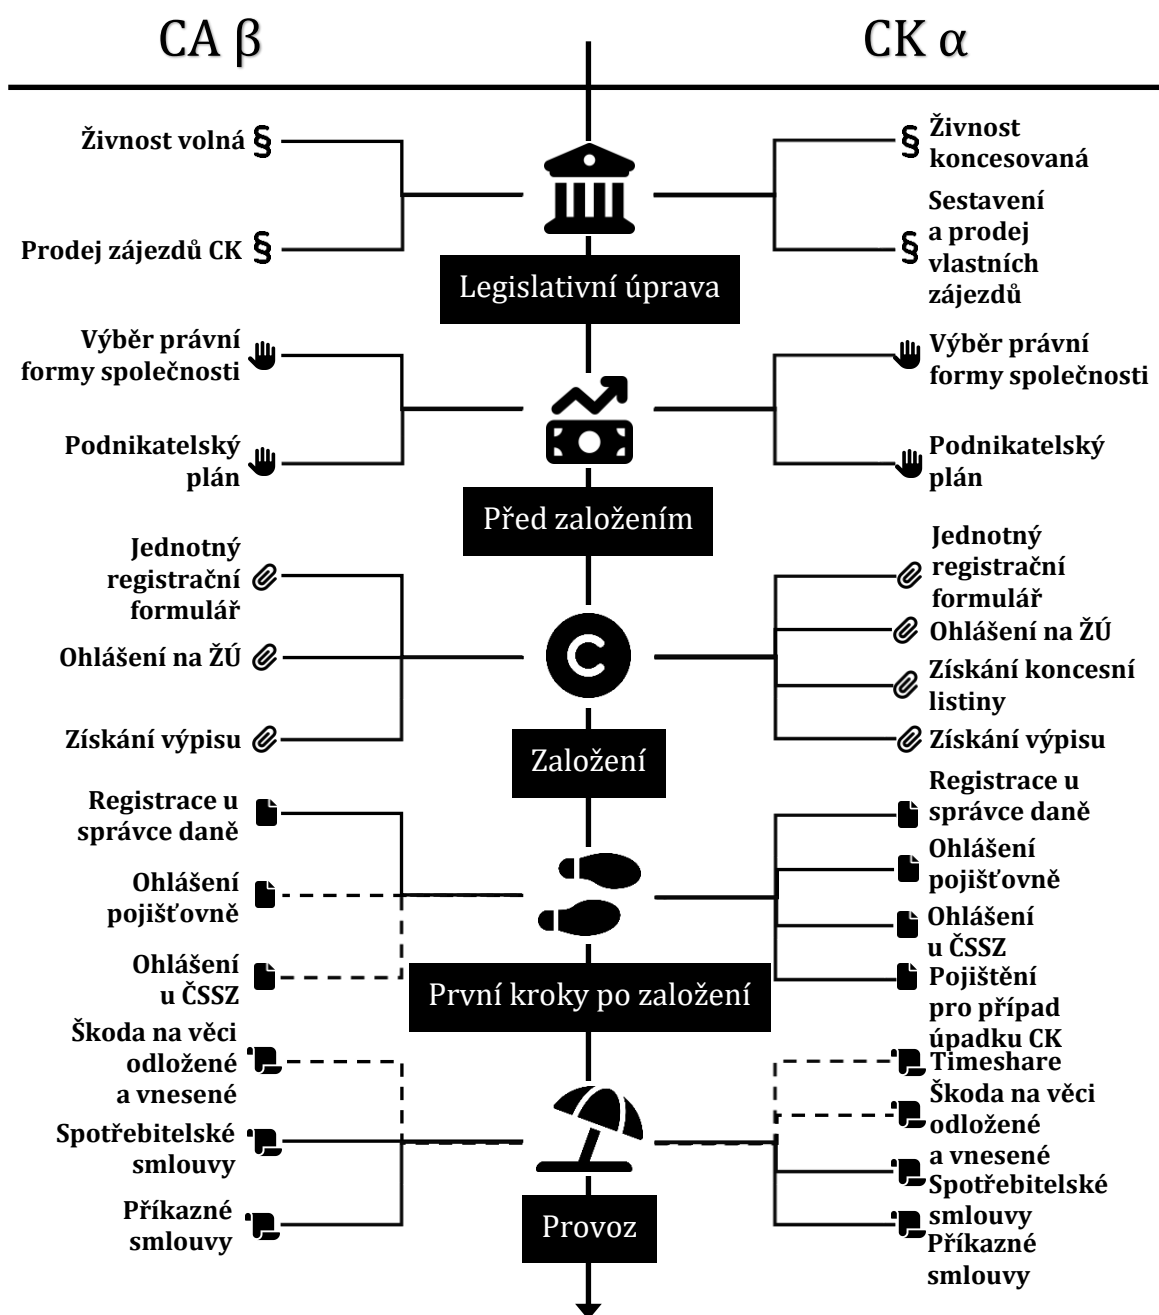 CA β
CK α
Živnost volná §
Prodej zájezdů CK §
§ Živnost
koncesovaná
§ Sestavení
a prodej
vlastních
zájezdů
Legislativní úprava
Výběr právní
formy společnosti
Podnikatelský
plán
Výběr právní
formy společnosti
Podnikatelský
plán
Před založením
Jednotný
registrační
formulář
Ohlášení na ŽÚ
Získání výpisu
C
Jednotný
registrační
formulář
Ohlášení na ŽÚ
Získání koncesní
listiny
Získání výpisu
Založení
Registrace u
správce daně
Ohlášení
pojišťovně
Ohlášení
u ČSSZ
Registrace u
správce daně
Ohlášení
pojišťovně
Ohlášení
u ČSSZ
Pojištění
pro případ
úpadku CK
První kroky po založení
Škoda na věci
odložené
a vnesené
Spotřebitelské
smlouvy
Příkazné
smlouvy
Timeshare
Škoda na věci
odložené
a vnesené
Spotřebitelské
smlouvy
Příkazné
smlouvy
Provoz